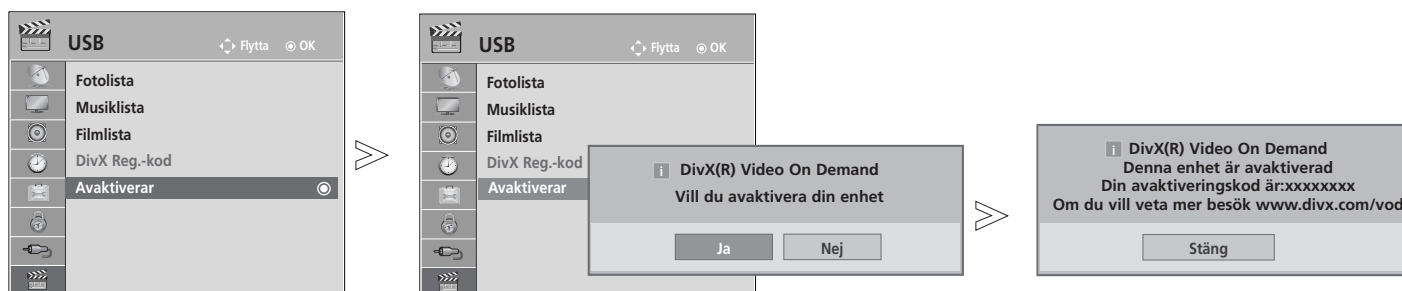 USB
Flytta OK
Fotolista
Musiklista
Filmlista
DivX Reg.-kod
Avaktiverar
USB
Flytta OK
Fotolista
Musiklista
Filmlista
DivX Reg.-kod
Avaktiverar
i DivX(R) Video On Demand
Vill du avaktivera din enhet
Ja Nej
i DivX(R) Video On Demand
Denna enhet är avaktiverad
Din avaktiveringskod är:xxxxxxxx
Om du vill veta mer besök www.divx.com/vod
Stäng